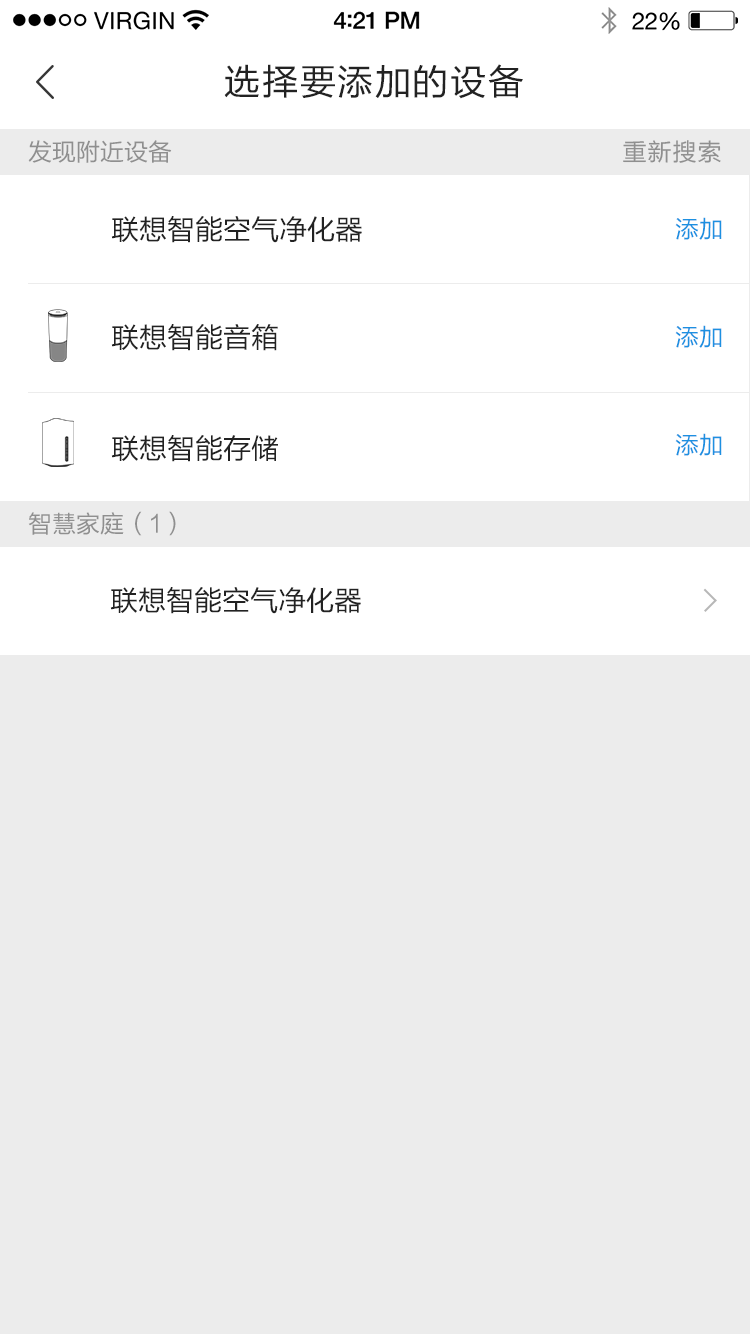 VIRGIN 4:21 PM 22%
选择要添加的设备
发现附近设备 重新搜索
联想智能空气净化器 添加
联想智能音箱 添加
联想智能存储 添加
智慧家庭（1）
联想智能空气净化器